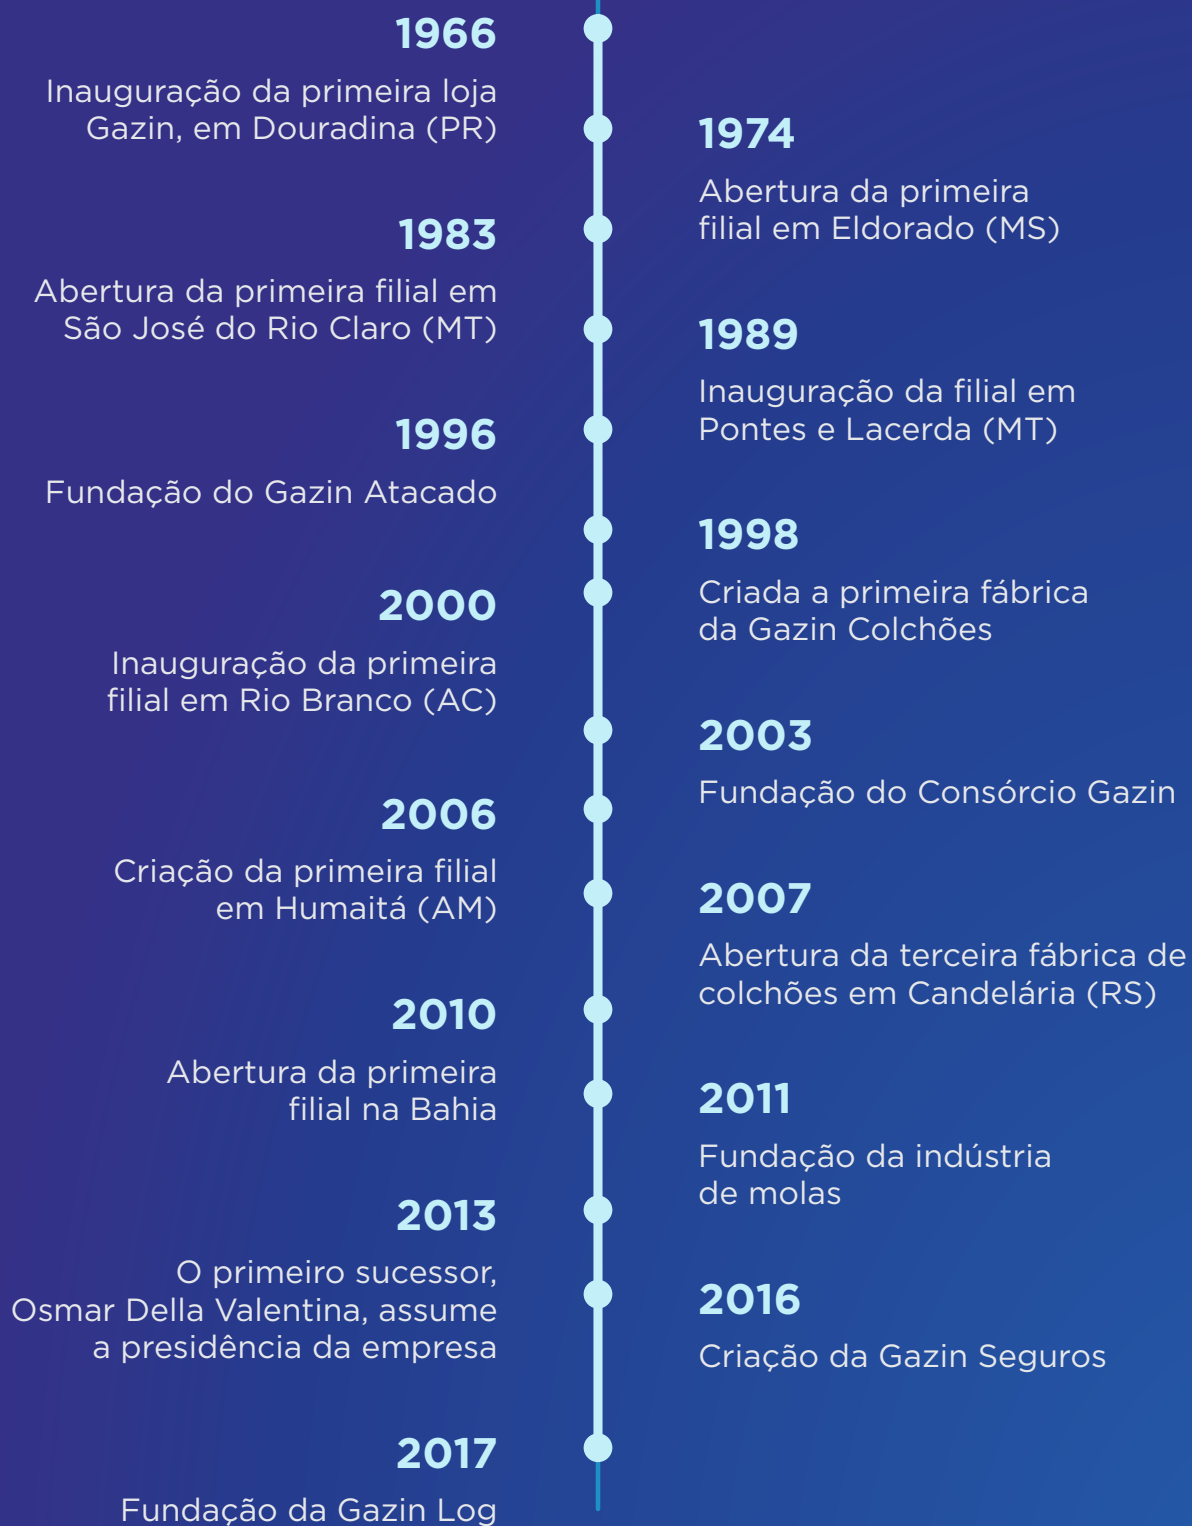 1966
Inauguração da primeira loja
Gazin, em Douradina (PR)
1974
Abertura da primeira
filial em Eldorado (MS)
1983
Abertura da primeira filial em
São José do Rio Claro (MT)
1989
Inauguração da filial em
Pontes e Lacerda (MT)
1996
Fundação do Gazin Atacado
1998
Criada a primeira fábrica
da Gazin Colchões
2000
Inauguração da primeira
filial em Rio Branco (AC)
2003
Fundação do Consórcio Gazin
2006
Criação da primeira filial
em Humaitá (AM)
2007
Abertura da terceira fábrica de
colchões em Candelária (RS)
2010
Abertura da primeira
filial na Bahia
2011
Fundação da indústria
de molas
2013
O primeiro sucessor,
Osmar Della Valentina, assume
a presidência da empresa
2016
Criação da Gazin Seguros
2017
Fundação da Gazin Log